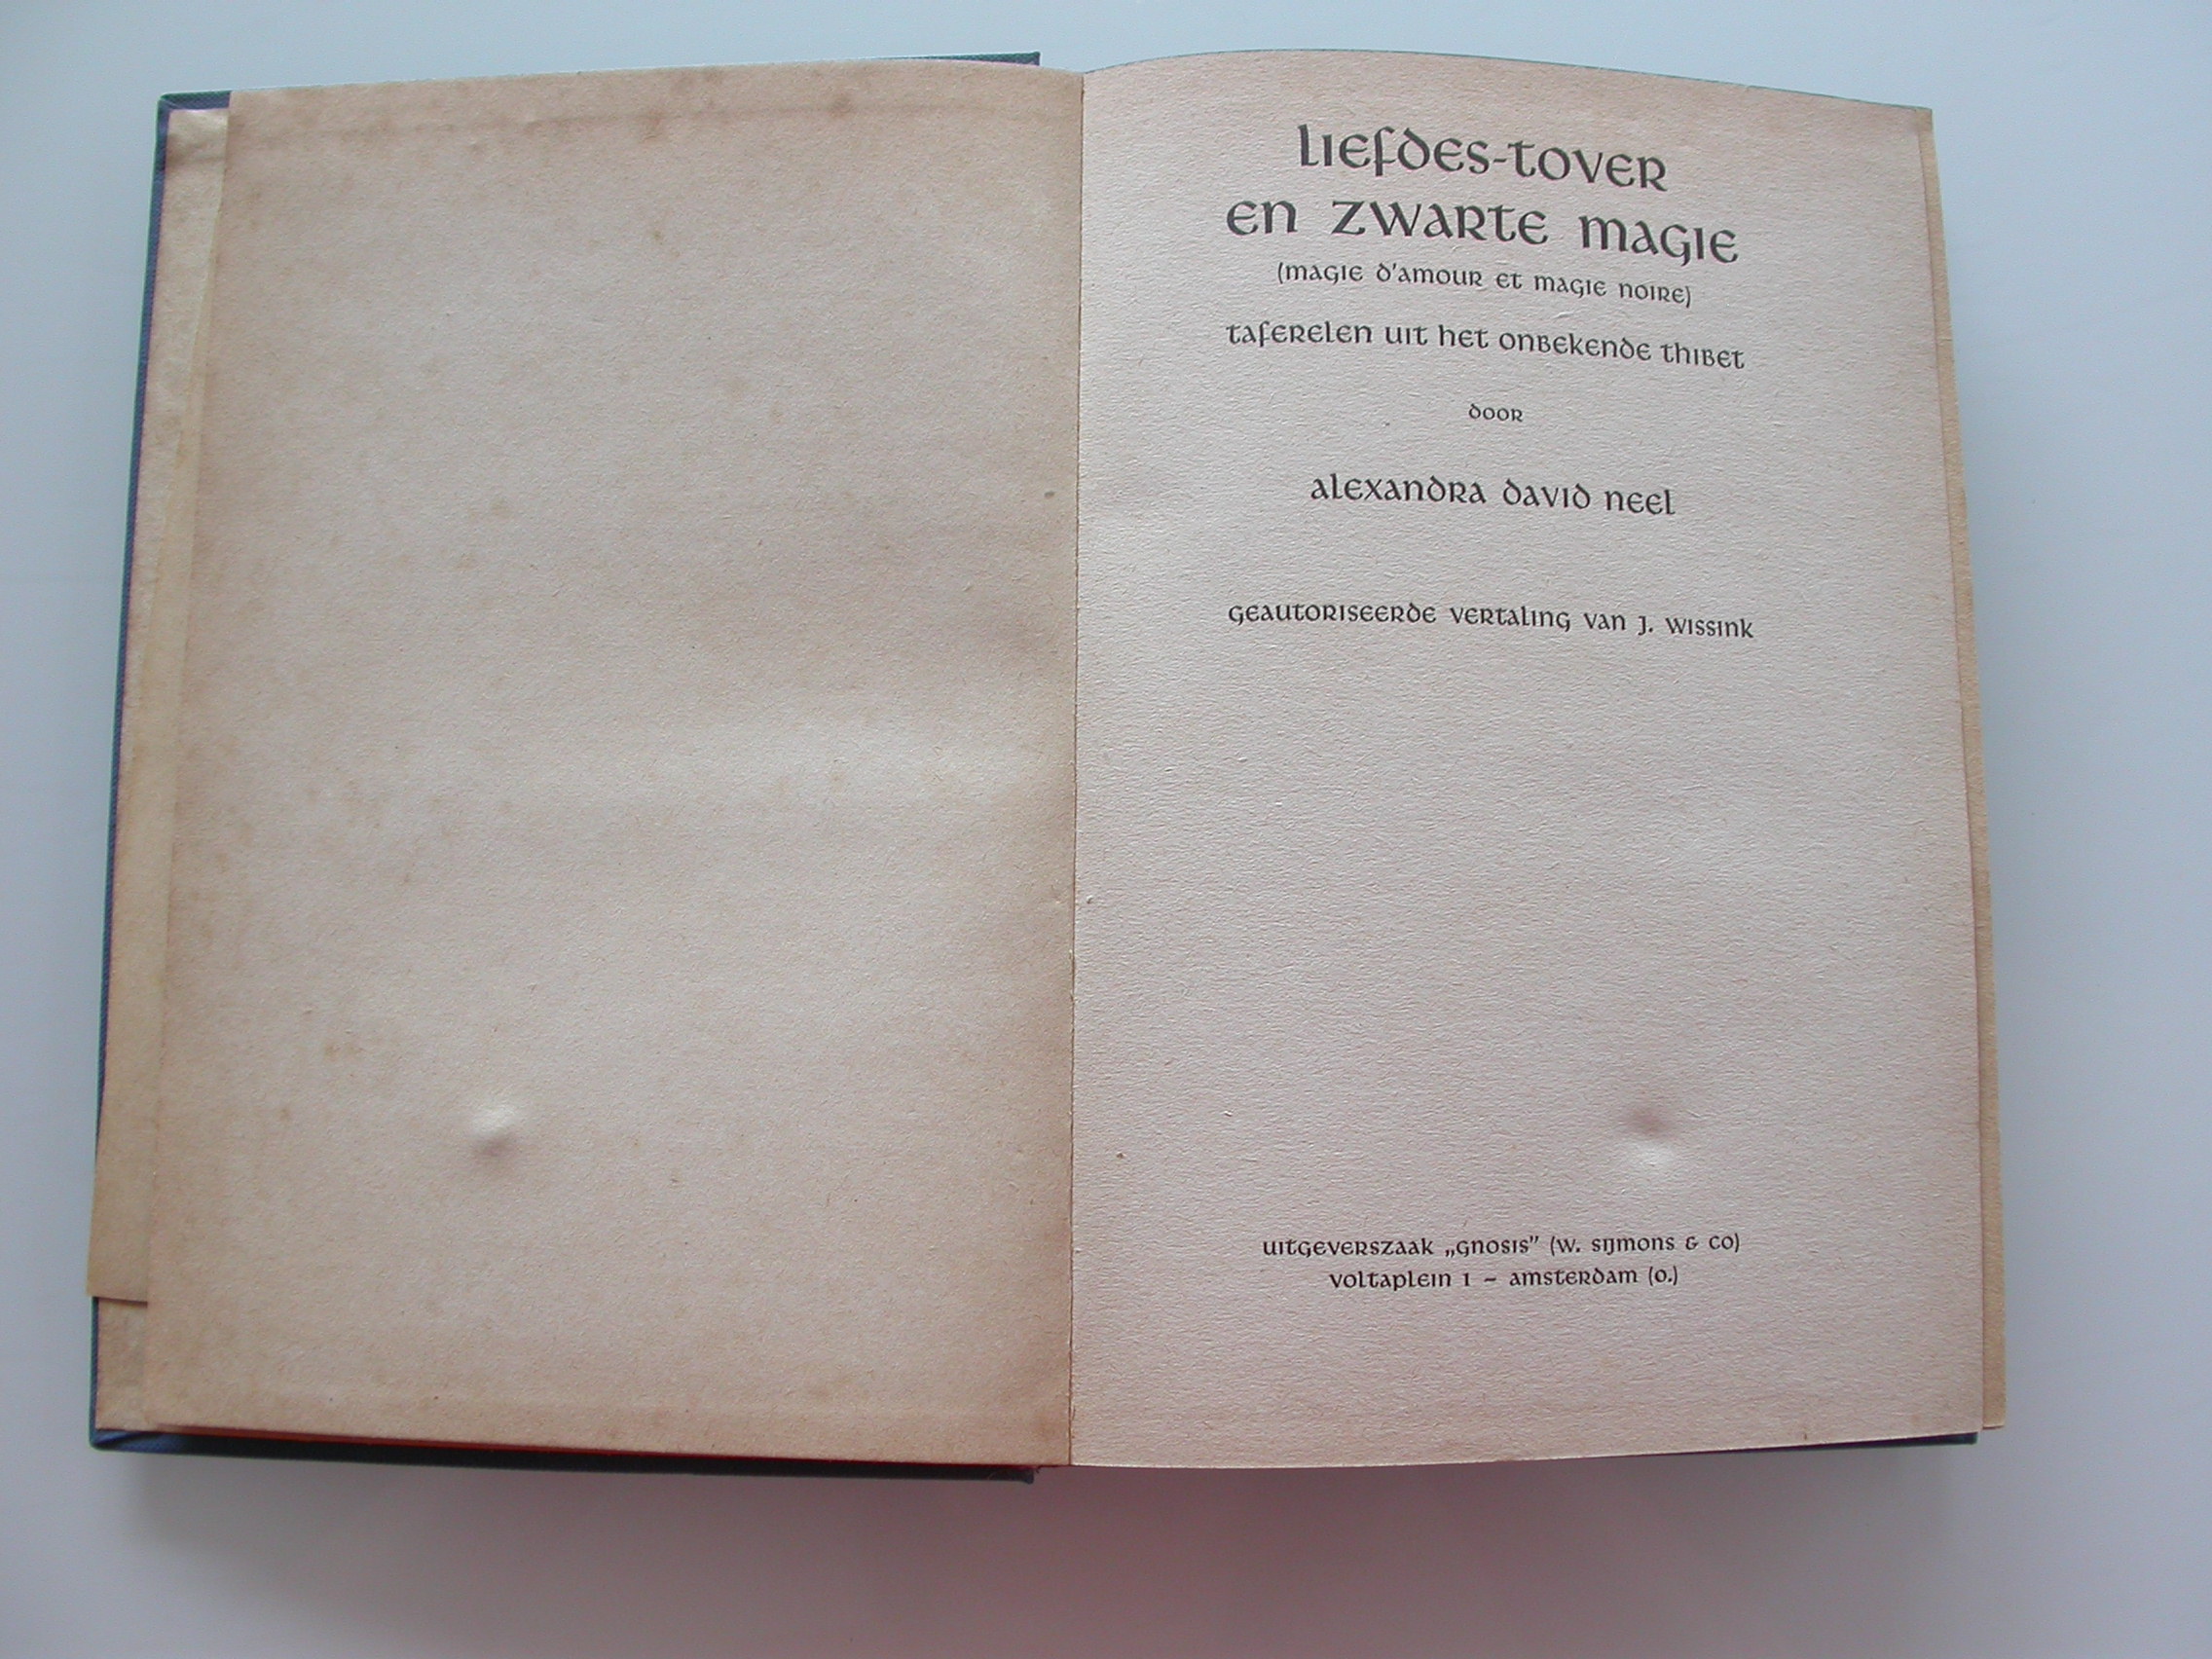 Liefdes-tover
en zwarte magie
(magie d'amour et magie noire)
taferelen uit het onbekende Thibet
door
Alexandra David Neel
geautoriseerde vertaling van J. Wissink
uitgeverszaak „Gnosis” (W. Sijmons & Co)
Voltaplein 1 – Amsterdam (O.)